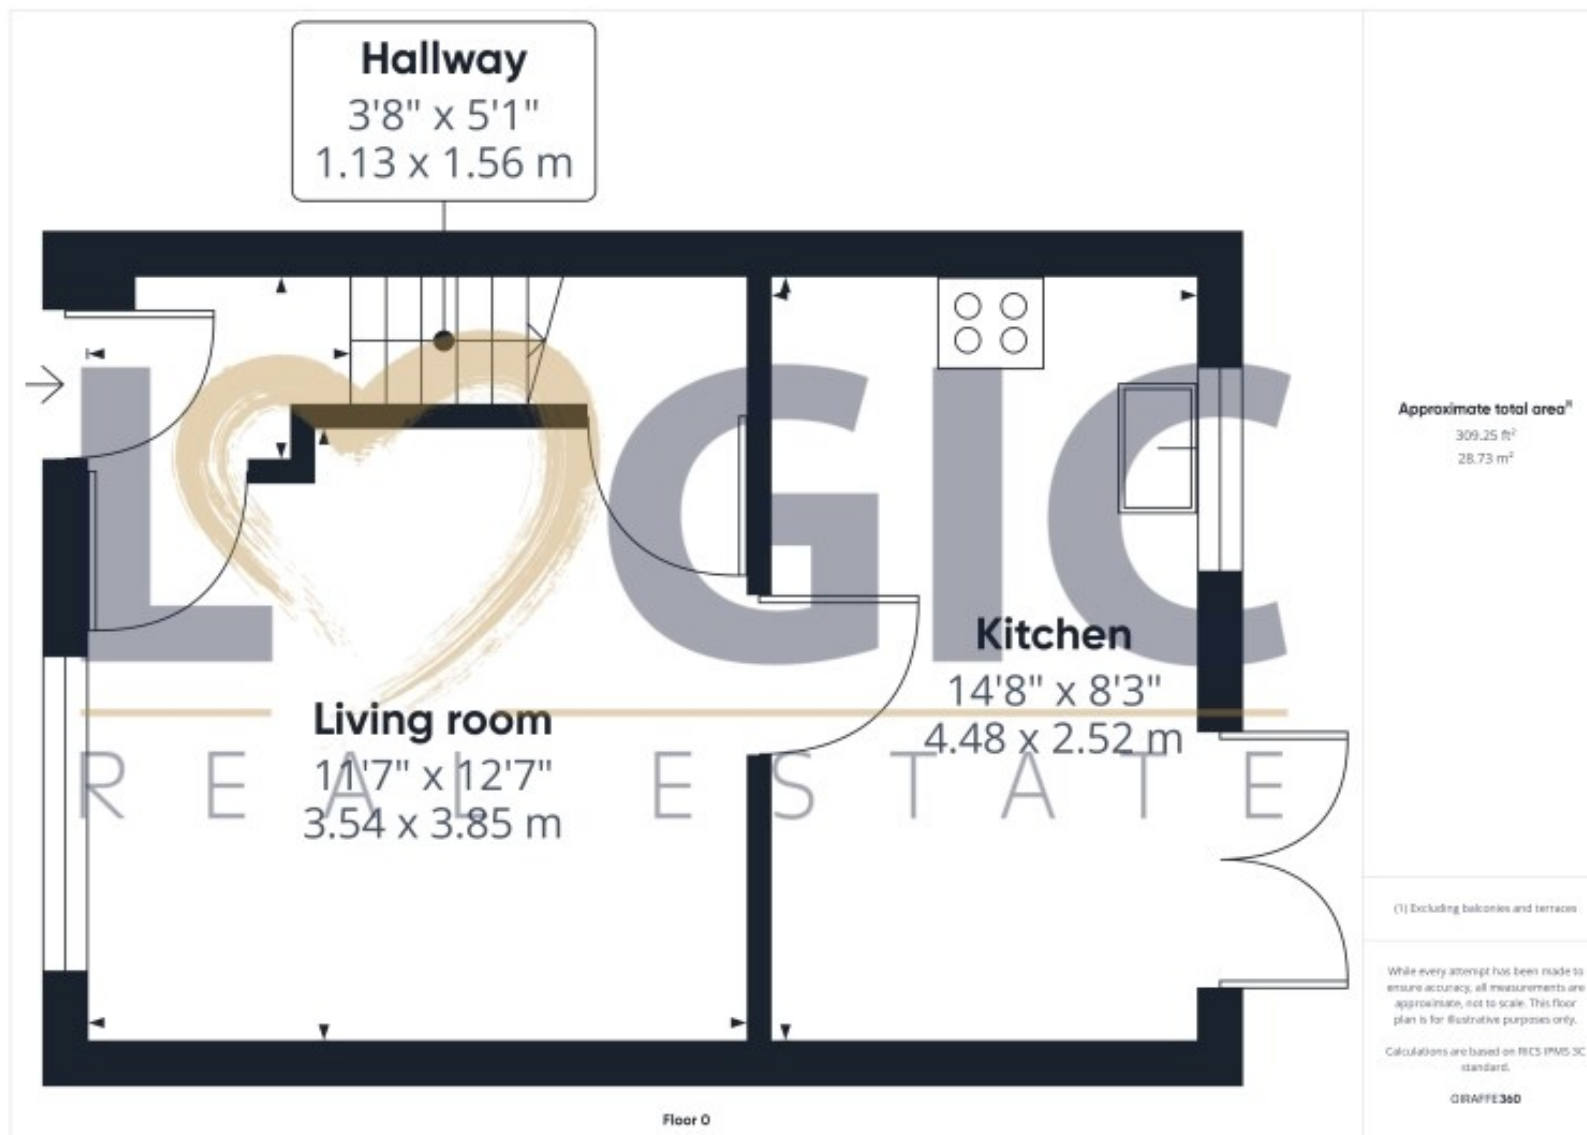 Hallway
3'8" x 5'1"
1.13 x 1.56 m
Living room
11'7" x 12'7"
3.54 x 3.85 m
Kitchen
14'8" x 8'3"
4.48 x 2.52 m
L GIC
REAL ESTATE
Floor 0
Approximate total area⁽¹⁾
309.25 ft²
28.73 m²
(1) Excluding balconies and terraces
While every attempt has been made to
ensure accuracy, all measurements are
approximate, not to scale. This floor
plan is for illustrative purposes only.
Calculations are based on RICS IPMS 3C
standard.
GIRAFFE360